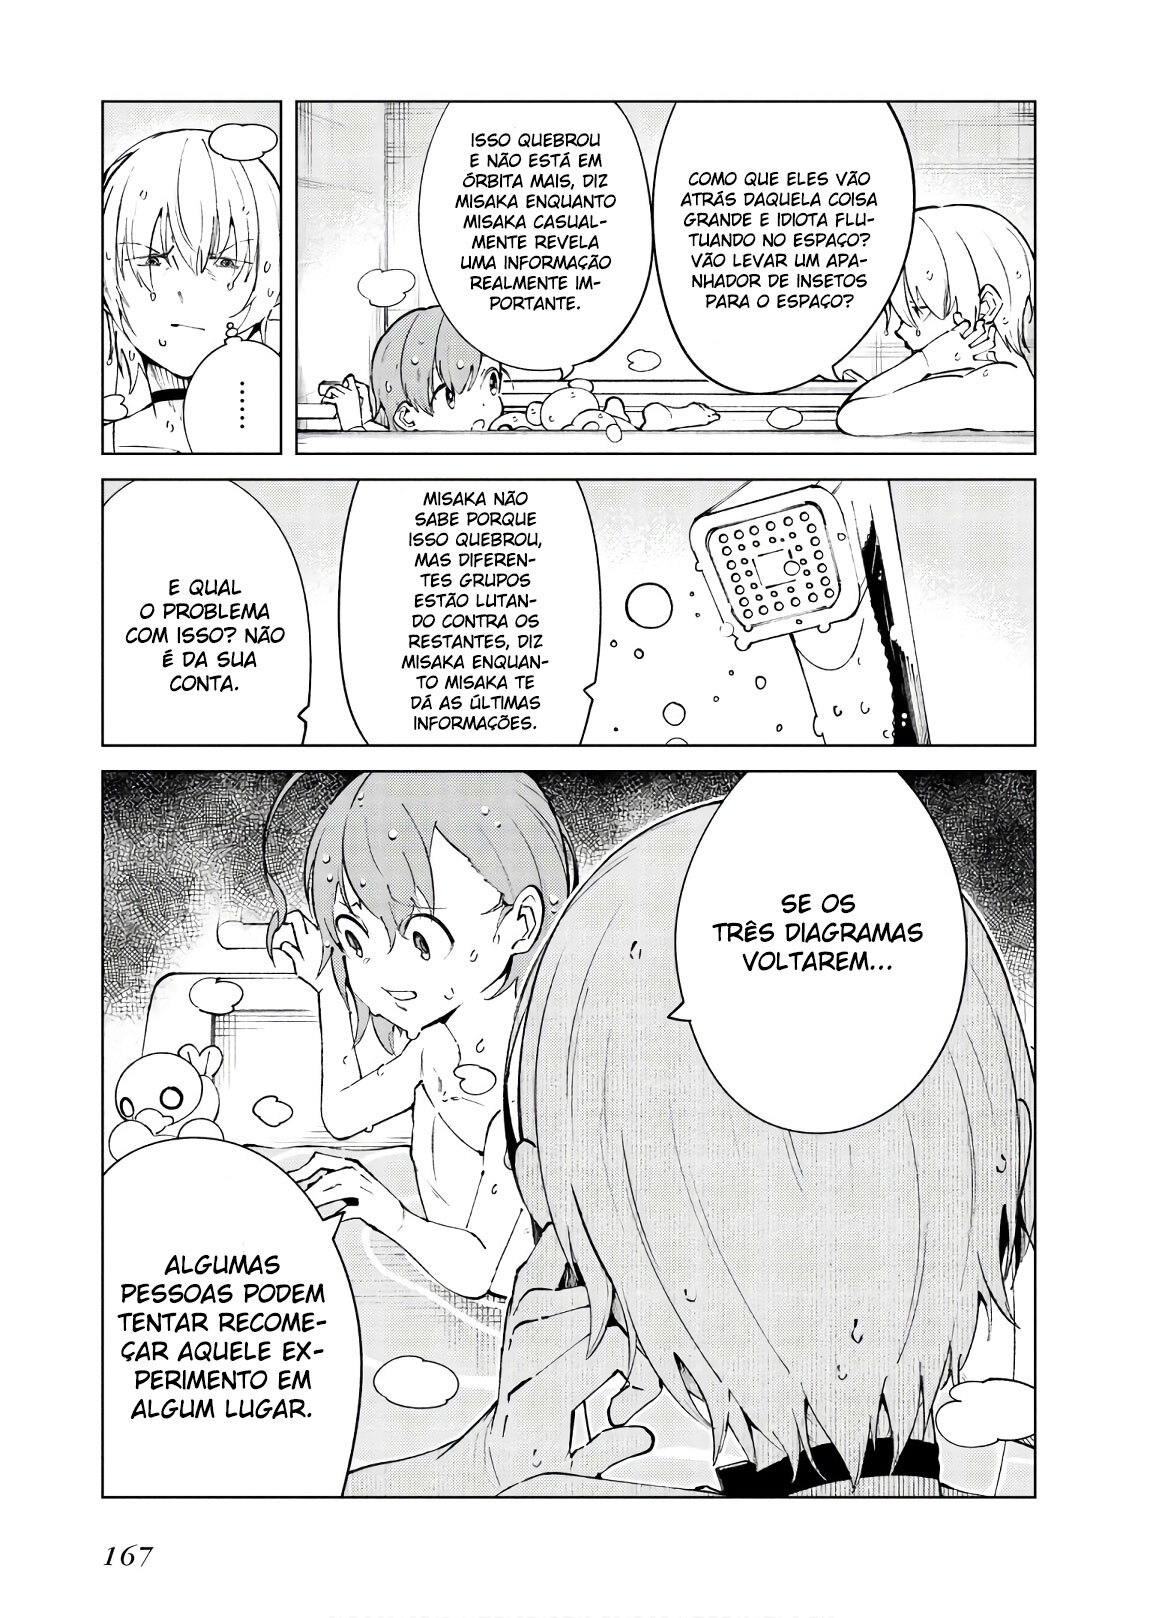 COMO QUE ELES VÃO
ATRÁS DAQUELA COISA
GRANDE E IDIOTA FLU-
TUANDO NO ESPAÇO?
VÃO LEVAR UM APA-
NHADOR DE INSETOS
PARA O ESPAÇO?
ISSO QUEBROU
E NÃO ESTÁ EM
ÓRBITA MAIS, DIZ
MISAKA ENQUANTO
MISAKA CASUAL-
MENTE REVELA
UMA INFORMAÇÃO
REALMENTE IM-
PORTANTE.
......
MISAKA NÃO
SABE PORQUE
ISSO QUEBROU,
MAS DIFEREN-
TES GRUPOS
ESTÃO LUTAN-
DO CONTRA OS
RESTANTES, DIZ
MISAKA ENQUAN-
TO MISAKA TE
DÁ AS ÚLTIMAS
INFORMAÇÕES.
E QUAL
O PROBLEMA
COM ISSO? NÃO
É DA SUA
CONTA.
SE OS
TRÊS DIAGRAMAS
VOLTAREM...
ALGUMAS
PESSOAS PODEM
TENTAR RECOME-
ÇAR AQUELE EX-
PERIMENTO EM
ALGUM LUGAR.
167